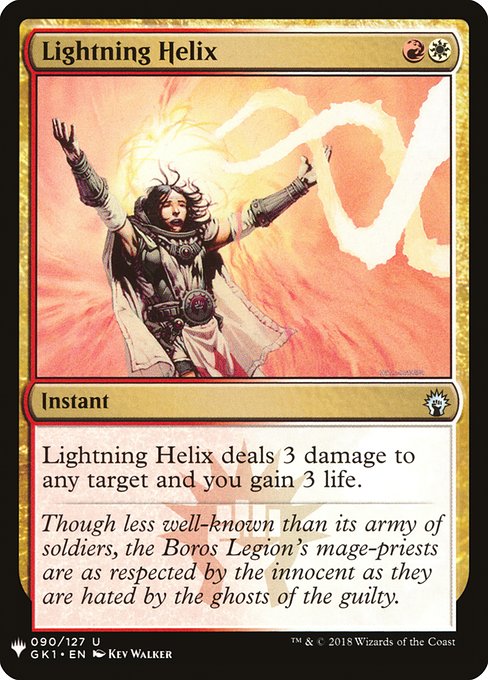 Lightning Helix
Instant
Lightning Helix deals 3 damage to
any target and you gain 3 life.
Though less well-known than its army of
soldiers, the Boros Legion's mage-priests
are as respected by the innocent as they
are hated by the ghosts of the guilty.
090/127 U
GK1 • EN Kev Walker
™ & © 2018 Wizards of the Coast